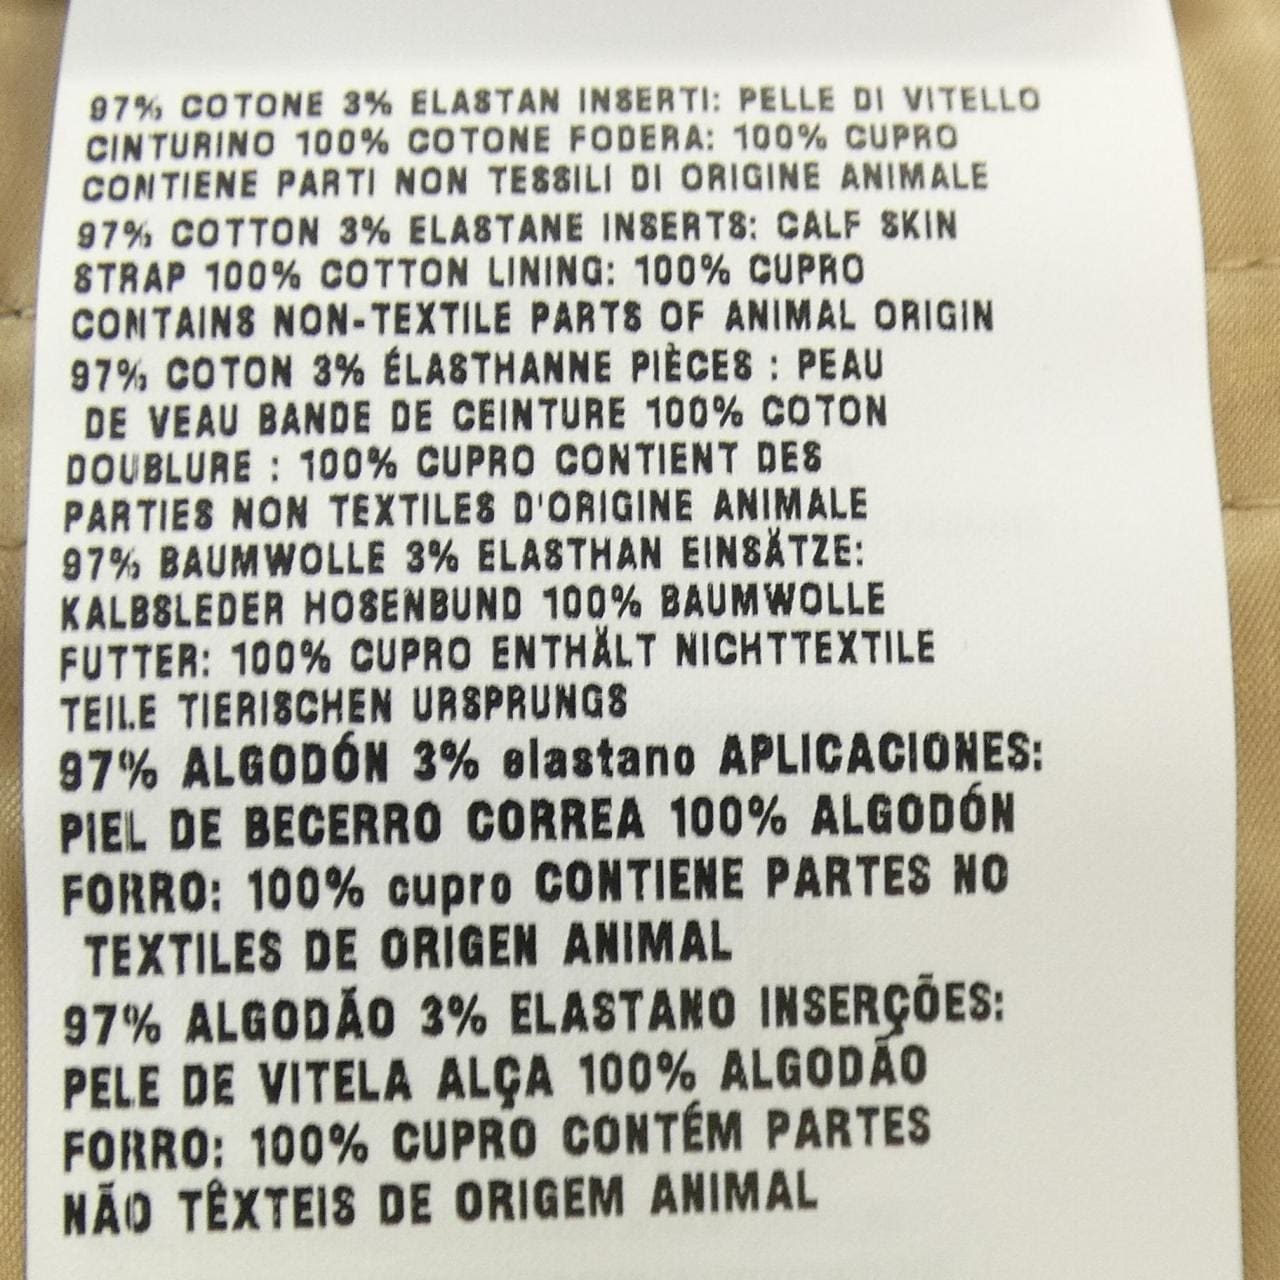 97% COTONE 3% ELASTAN INSERTI: PELLE DI VITELLO
CINTURINO 100% COTONE FODERA: 100% CUPRO
CONTIENE PARTI NON TESSILI DI ORIGINE ANIMALE
97% COTTON 3% ELASTANE INSERTS: CALF SKIN
STRAP 100% COTTON LINING: 100% CUPRO
CONTAINS NON-TEXTILE PARTS OF ANIMAL ORIGIN
97% COTON 3% ÉLASTHANNE PIÈCES : PEAU
DE VEAU BANDE DE CEINTURE 100% COTON
DOUBLURE : 100% CUPRO CONTIENT DES
PARTIES NON TEXTILES D'ORIGINE ANIMALE
97% BAUMWOLLE 3% ELASTHAN EINSÄTZE:
KALBSLEDER HOSENBUND 100% BAUMWOLLE
FUTTER: 100% CUPRO ENTHÄLT NICHTTEXTILE
TEILE TIERISCHEN URSPRUNGS
97% ALGODÓN 3% elastano APLICACIONES:
PIEL DE BECERRO CORREA 100% ALGODÓN
FORRO: 100% cupro CONTIENE PARTES NO
TEXTILES DE ORIGEN ANIMAL
97% ALGODÃO 3% ELASTANO INSERÇÕES:
PELE DE VITELA ALÇA 100% ALGODÃO
FORRO: 100% CUPRO CONTÉM PARTES
NÃO TÊXTEIS DE ORIGEM ANIMAL